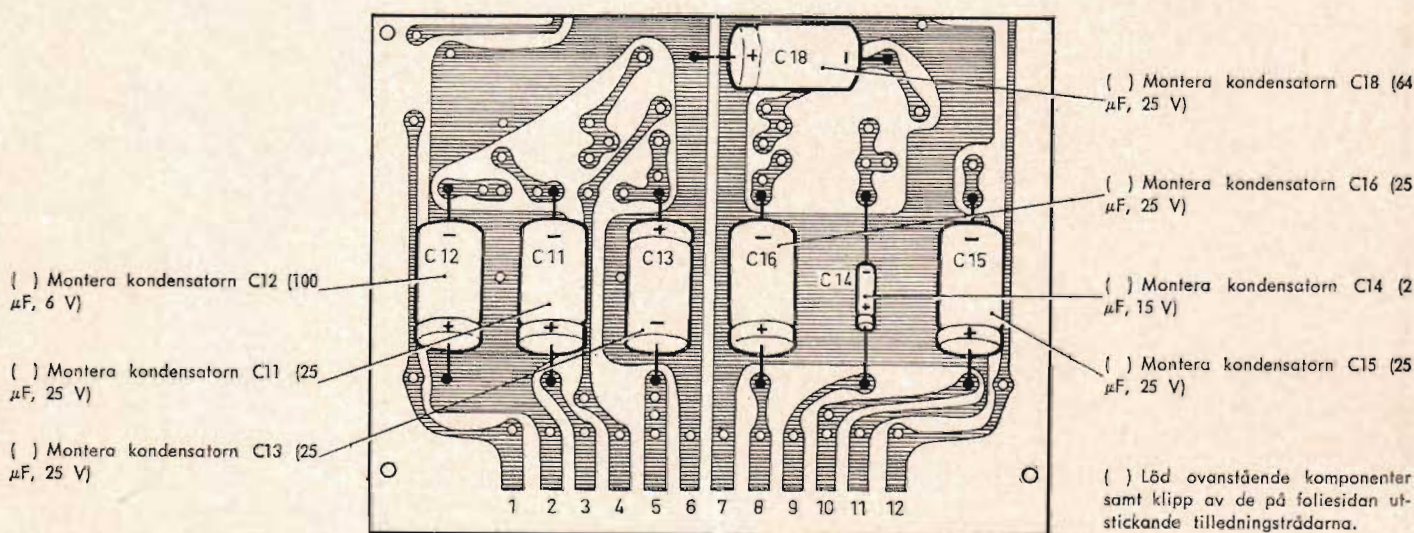 ( ) Montera kondensatorn C12 (100
µF, 6 V)
( ) Montera kondensatorn C11 (25
µF, 25 V)
( ) Montera kondensatorn C13 (25
µF, 25 V)
+ C18 −
− C12 +
− C11 +
+ C13 −
− C16 +
− C14 +
− C15 +
1 2 3 4 5 6 7 8 9 10 11 12
( ) Montera kondensatorn C18 (64
µF, 25 V)
( ) Montera kondensatorn C16 (25
µF, 25 V)
( ) Montera kondensatorn C14 (2
µF, 15 V)
( ) Montera kondensatorn C15 (25
µF, 25 V)
( ) Löd ovanstående komponenter
samt klipp av de på foliesidan ut-
stickande tilledningstrådarna.